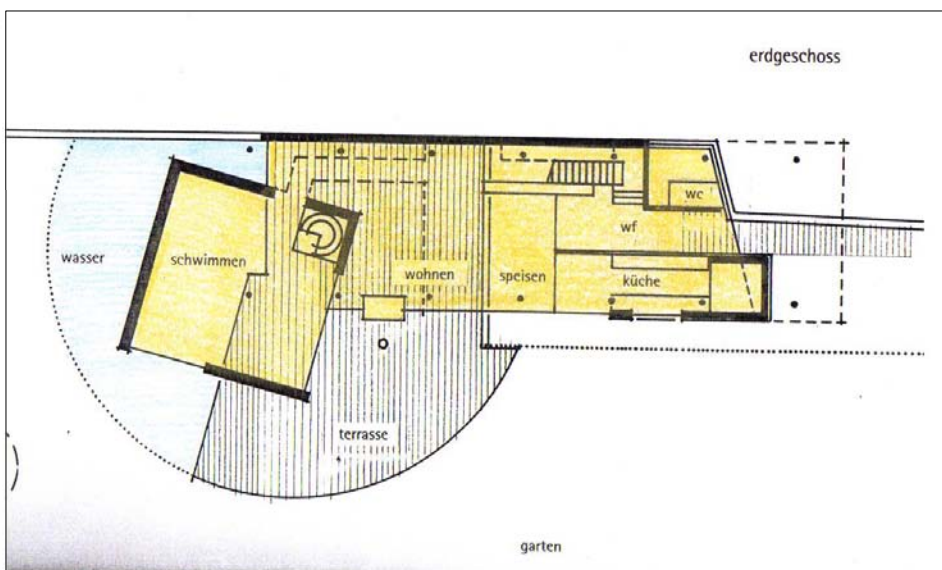 erdgeschoss
wc
wf
wasser
schwimmen
wohnen
speisen
küche
terrasse
garten